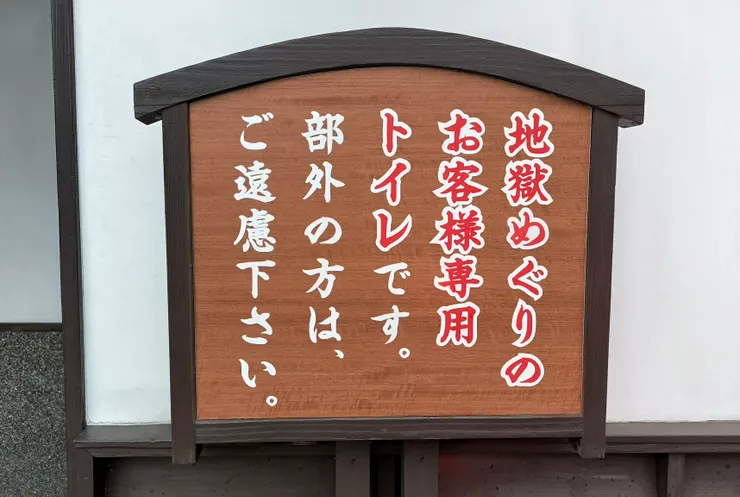 地獄めぐりの
お客様専用
トイレです。
部外の方は、
ご遠慮下さい。